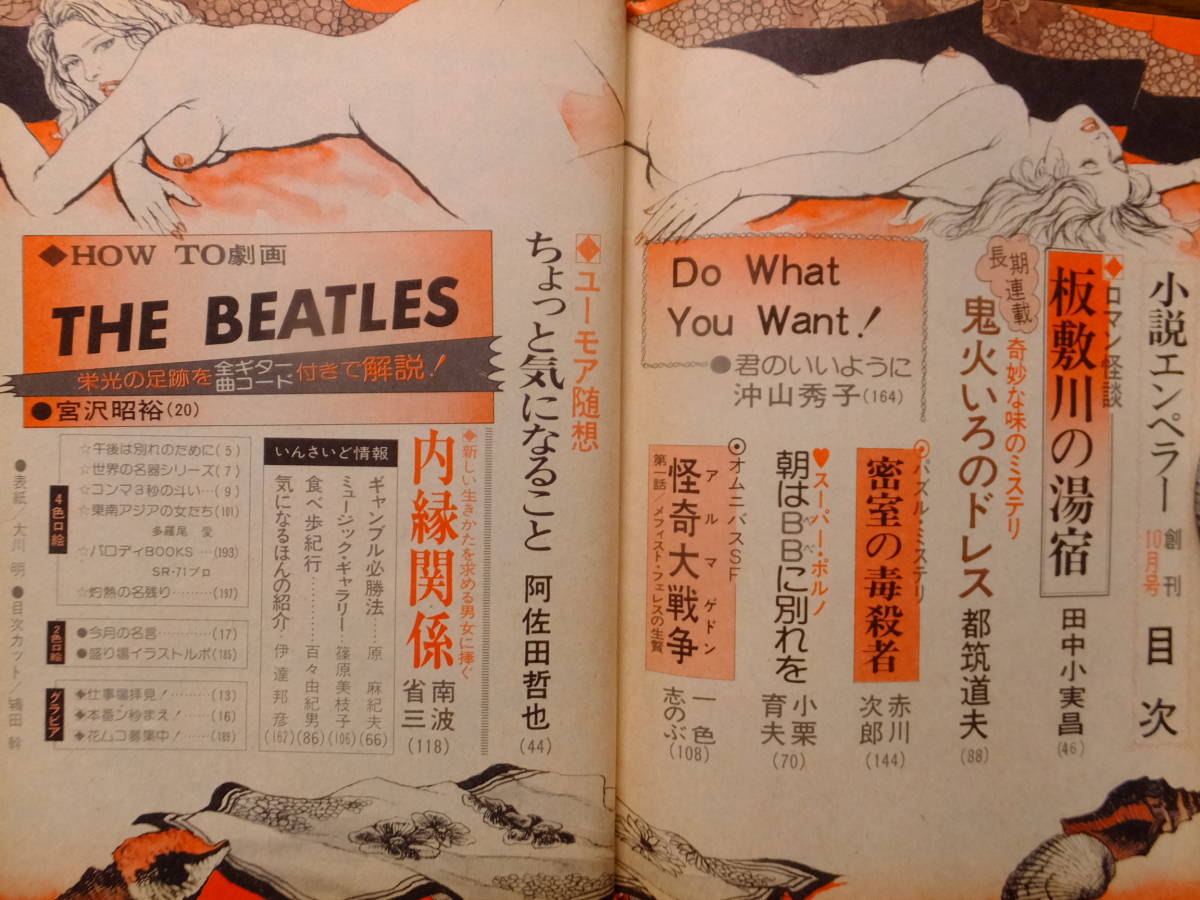 小説エンペラー 創刊10月号 目次
◆ロマン怪談
板敷川の湯宿 田中小実昌 (46)
長期連載
奇妙な味のミステリ
鬼火いろのドレス 都筑道夫 (88)
⦿パズル・ミステリ
密室の毒殺者 赤川次郎 (144)
♥スーパー・ポルノ
朝はBBに別れを 小栗育夫 (70)
ベベ
⦿オムニバスSF
怪奇大戦争 一色志のぶ (108)
アルマゲドン
第一話/メフィスト・フェレスの生贄
Do What
You Want!
●君のいいように
沖山秀子(164)
◆ユーモア随想
ちょっと気になること 阿佐田哲也 (44)
◆HOW TO劇画
THE BEATLES
栄光の足跡を全曲ギターコード付きで解説!
●宮沢昭裕(20)
◆新しい生きかたを求める男女に捧ぐ
内縁関係 南波省三 (118)
いんさいど情報
ギャンブル必勝法……原 麻紀夫 (66)
ミュージック・ギャラリー…篠原美枝子 (106)
食べ歩紀行………百々由紀男 (86)
気になるほんの紹介・伊達邦彦 (162)
4色口絵
☆午後は別れのために(5)
☆世界の名器シリーズ(7)
☆コンマ3秒の斗い…(9)
☆東南アジアの女たち(101)
多羅尾 愛
☆パロディBOOKS …(193)
SR-71プロ
☆灼熱の名残り………(197)
2色口絵
●今月の名言…………(17)
●盛り場イラストルポ(185)
グラビア
◆仕事場拝見!………(13)
◆本番ン秒まえ!……(16)
◆花ムコ募集中!……(189)
●表紙/大川 明●目次カット/鴇田 幹